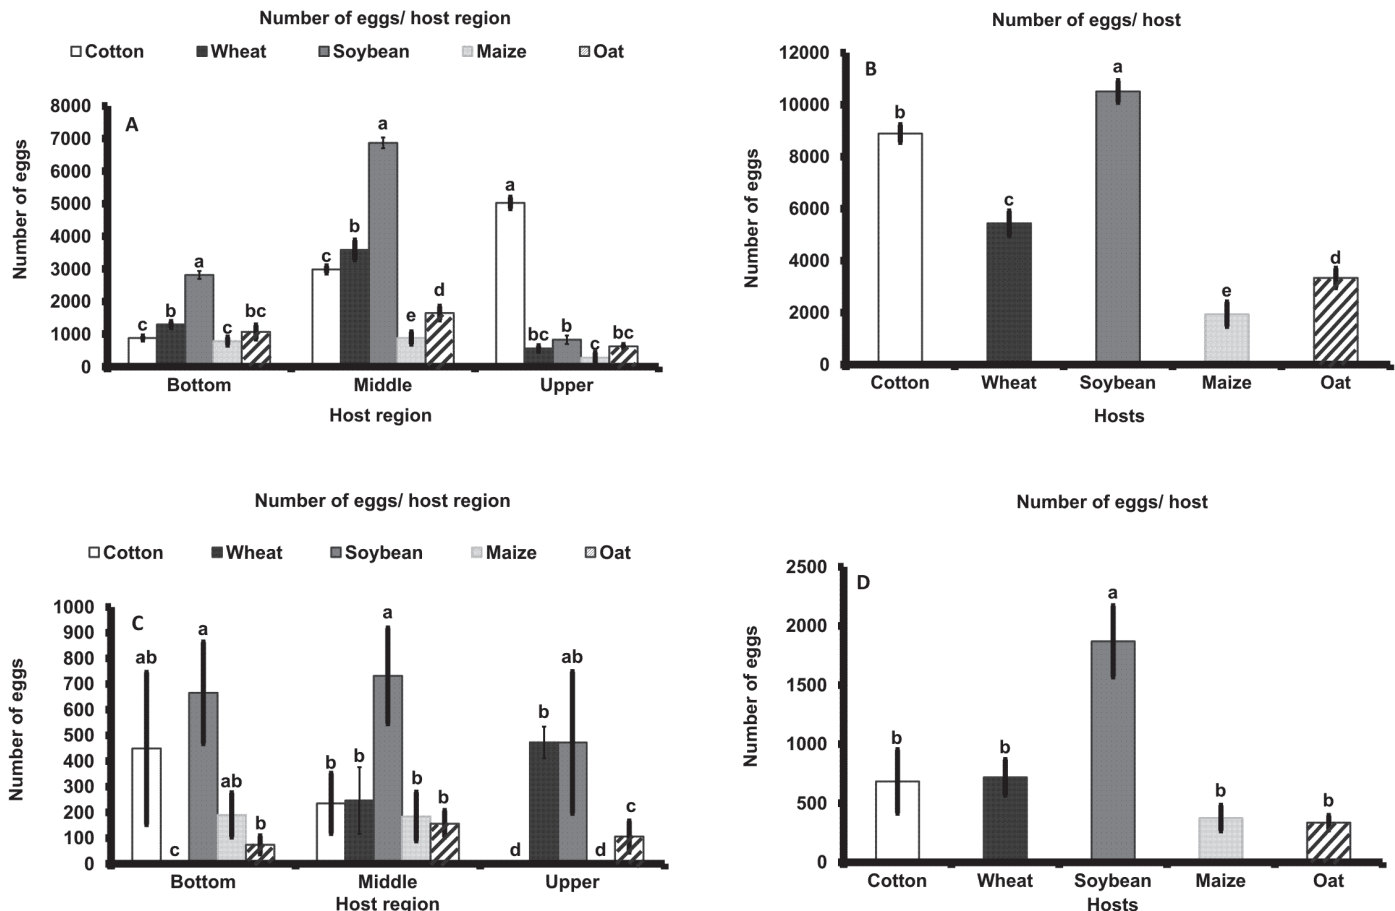 Number of eggs/ host region
Cotton Wheat Soybean Maize Oat
A
Number of eggs
8000
7000
6000
5000
4000
3000
2000
1000
0
c b a c bc
c b a e d
a bc b c bc
Bottom Middle Upper
Host region
Number of eggs/ host
B
Number of eggs
12000
10000
8000
6000
4000
2000
0
b c a e d
Cotton Wheat Soybean Maize Oat
Hosts
Number of eggs/ host region
Cotton Wheat Soybean Maize Oat
C
Number of eggs
1000
900
800
700
600
500
400
300
200
100
0
ab c a ab b
b b a b b
d b ab d c
Bottom Middle Upper
Host region
Number of eggs/ host
D
Number of eggs
2500
2000
1500
1000
500
0
b b a b b
Cotton Wheat Soybean Maize Oat
Hosts